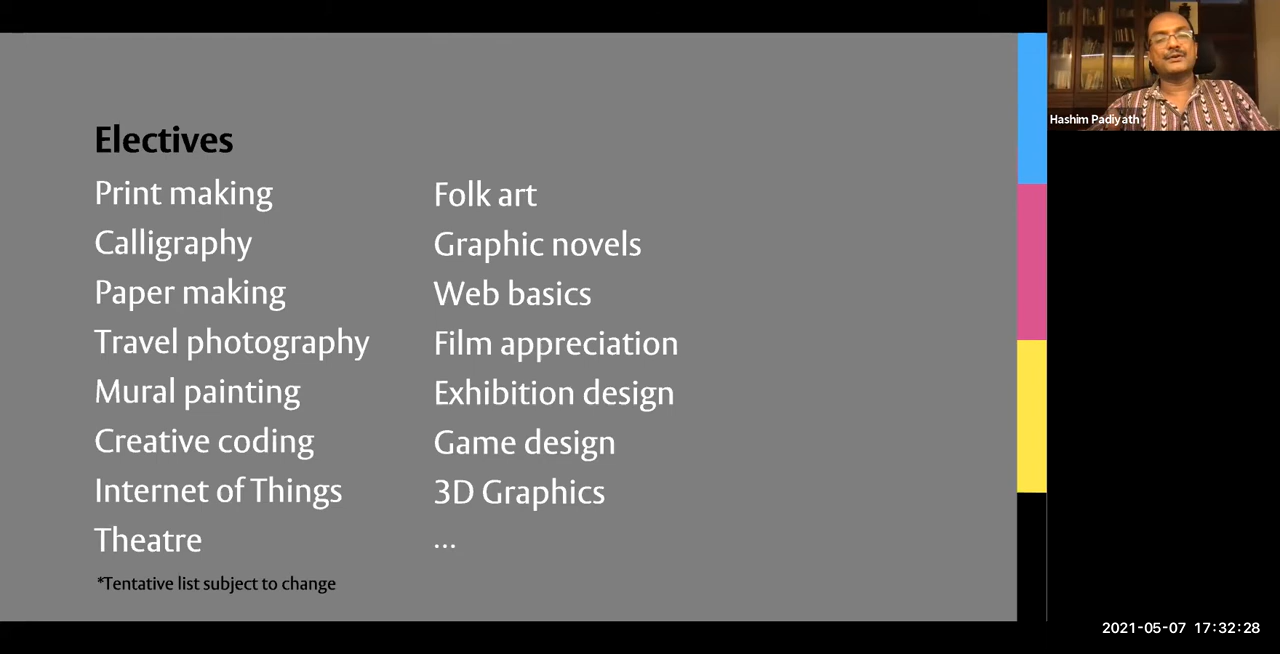 Electives
Print making
Calligraphy
Paper making
Travel photography
Mural painting
Creative coding
Internet of Things
Theatre
Folk art
Graphic novels
Web basics
Film appreciation
Exhibition design
Game design
3D Graphics
...
*Tentative list subject to change
Hashim Padiyath
2021-05-07 17:32:28